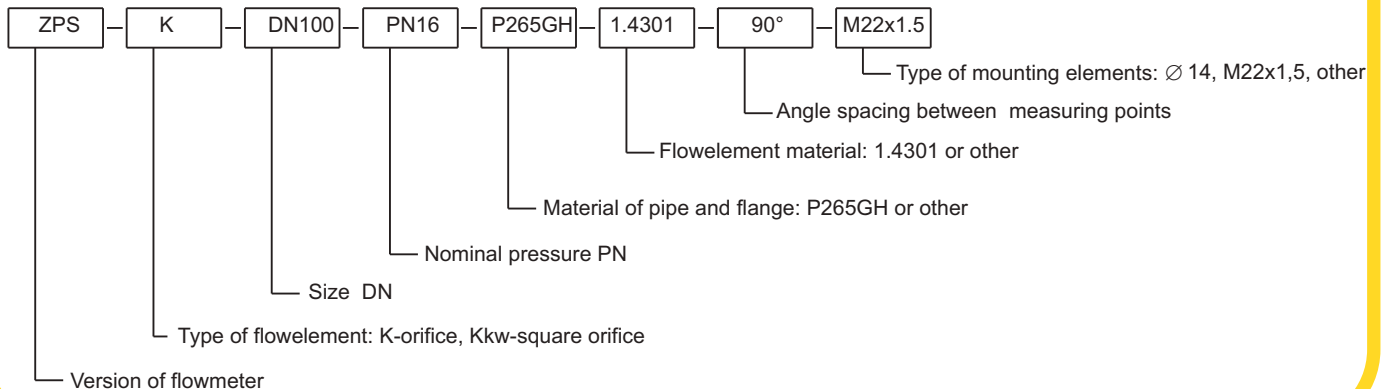 ZPS – K – DN100 – PN16 – P265GH – 1.4301 – 90° – M22x1.5
Type of mounting elements: ∅ 14, M22x1,5, other
Angle spacing between measuring points
Flowelement material: 1.4301 or other
Material of pipe and flange: P265GH or other
Nominal pressure PN
Size DN
Type of flowelement: K-orifice, Kkw-square orifice
Version of flowmeter